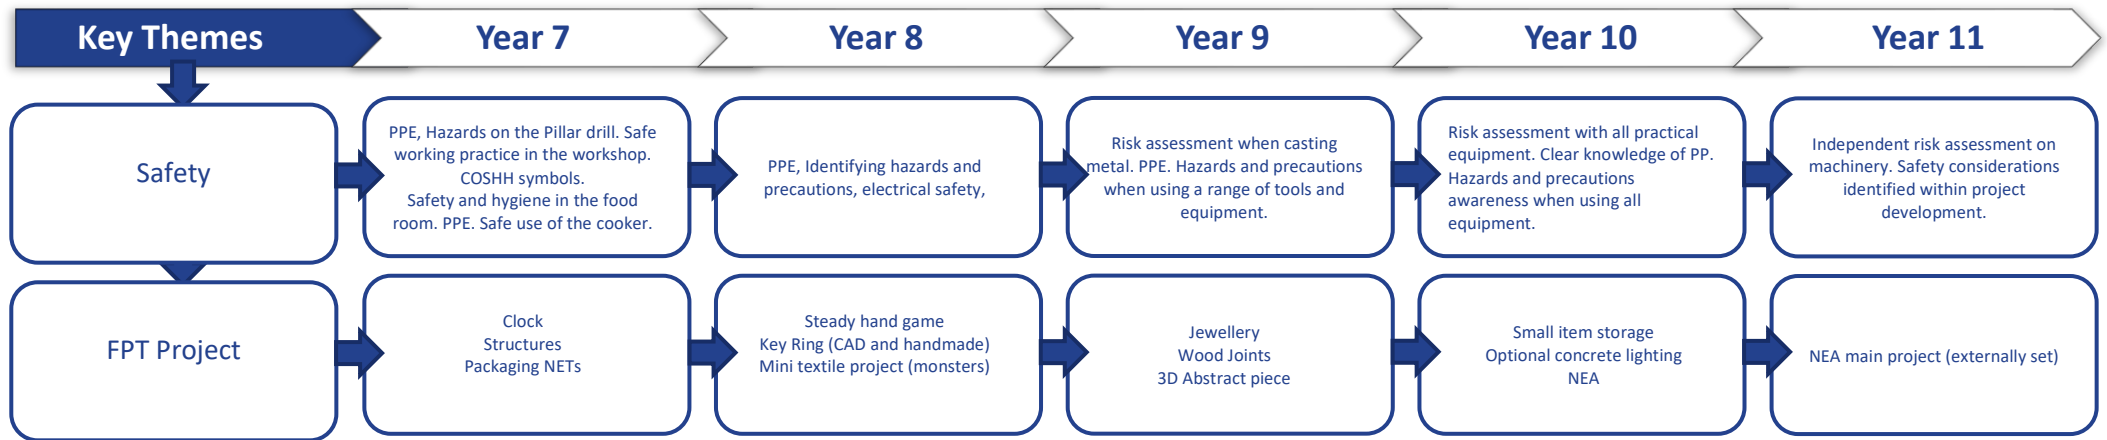 Key Themes
Year 7
Year 8
Year 9
Year 10
Year 11
Safety
PPE, Hazards on the Pillar drill. Safe
working practice in the workshop.
COSHH symbols.
Safety and hygiene in the food
room. PPE. Safe use of the cooker.
PPE, Identifying hazards and
precautions, electrical safety,
Risk assessment when casting
metal. PPE. Hazards and precautions
when using a range of tools and
equipment.
Risk assessment with all practical
equipment. Clear knowledge of PP.
Hazards and precautions
awareness when using all
equipment.
Independent risk assessment on
machinery. Safety considerations
identified within project
development.
FPT Project
Clock
Structures
Packaging NETs
Steady hand game
Key Ring (CAD and handmade)
Mini textile project (monsters)
Jewellery
Wood Joints
3D Abstract piece
Small item storage
Optional concrete lighting
NEA
NEA main project (externally set)